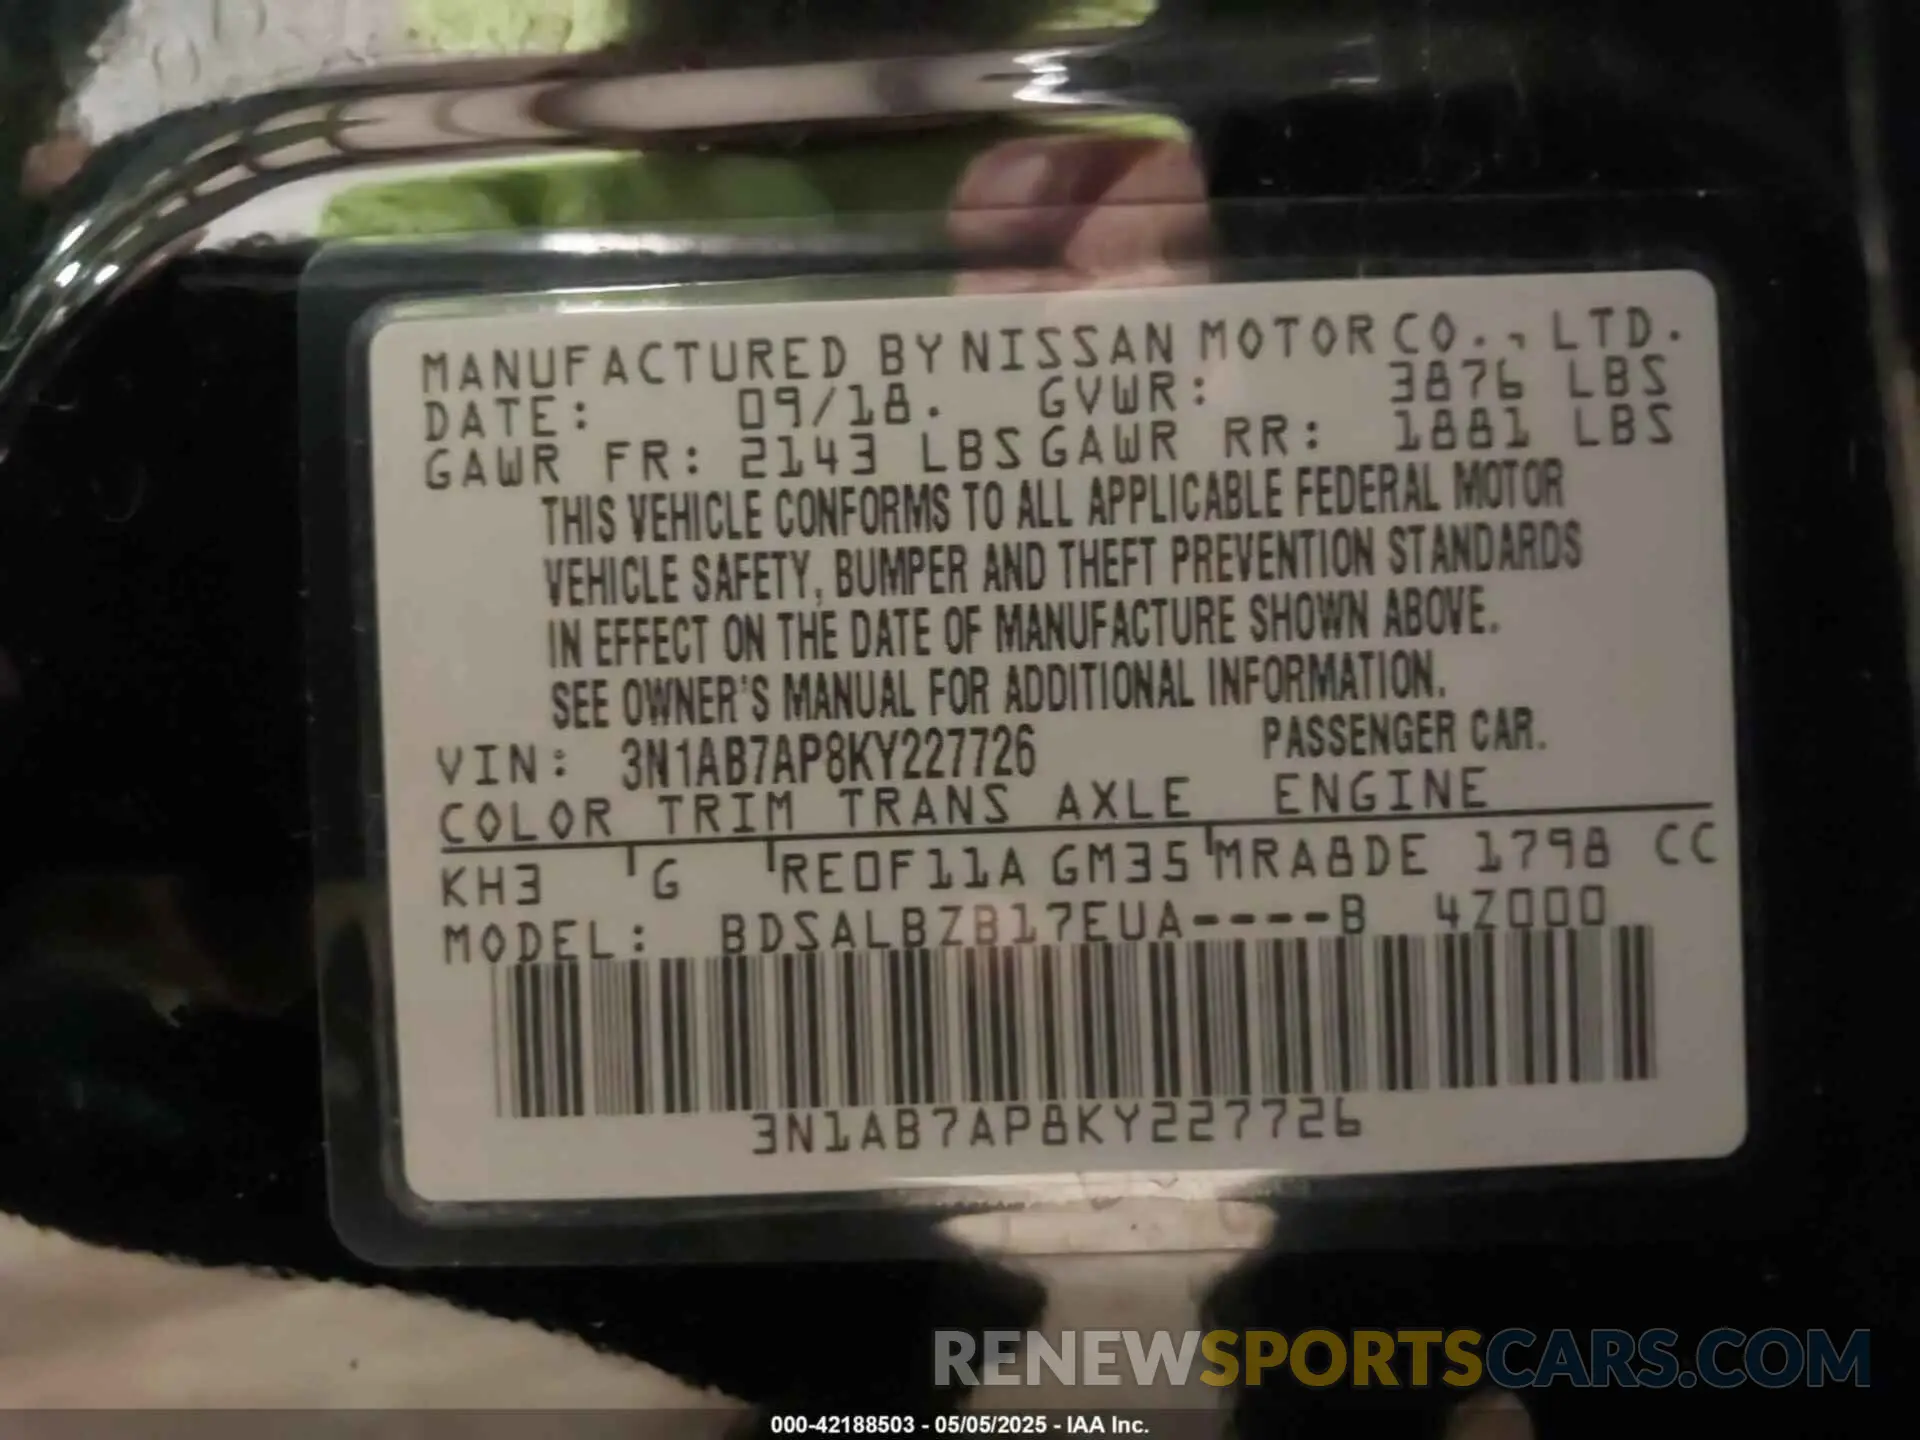 MANUFACTURED BY NISSAN MOTOR CO., LTD.
DATE: 09/18. GVWR: 3876 LBS
GAWR FR: 2143 LBS GAWR RR: 1881 LBS
THIS VEHICLE CONFORMS TO ALL APPLICABLE FEDERAL MOTOR
VEHICLE SAFETY, BUMPER AND THEFT PREVENTION STANDARDS
IN EFFECT ON THE DATE OF MANUFACTURE SHOWN ABOVE.
SEE OWNER'S MANUAL FOR ADDITIONAL INFORMATION.
VIN: 3N1AB7AP8KY227726 PASSENGER CAR.
COLOR TRIM TRANS AXLE ENGINE
KH3 G RE0F11A GM35 MRA8DE 1798 CC
MODEL: BDSALBZB17EUA----B 4Z000
3N1AB7AP8KY227726
RENEWSPORTSCARS.COM
000-42188503 - 05/05/2025 - IAA Inc.